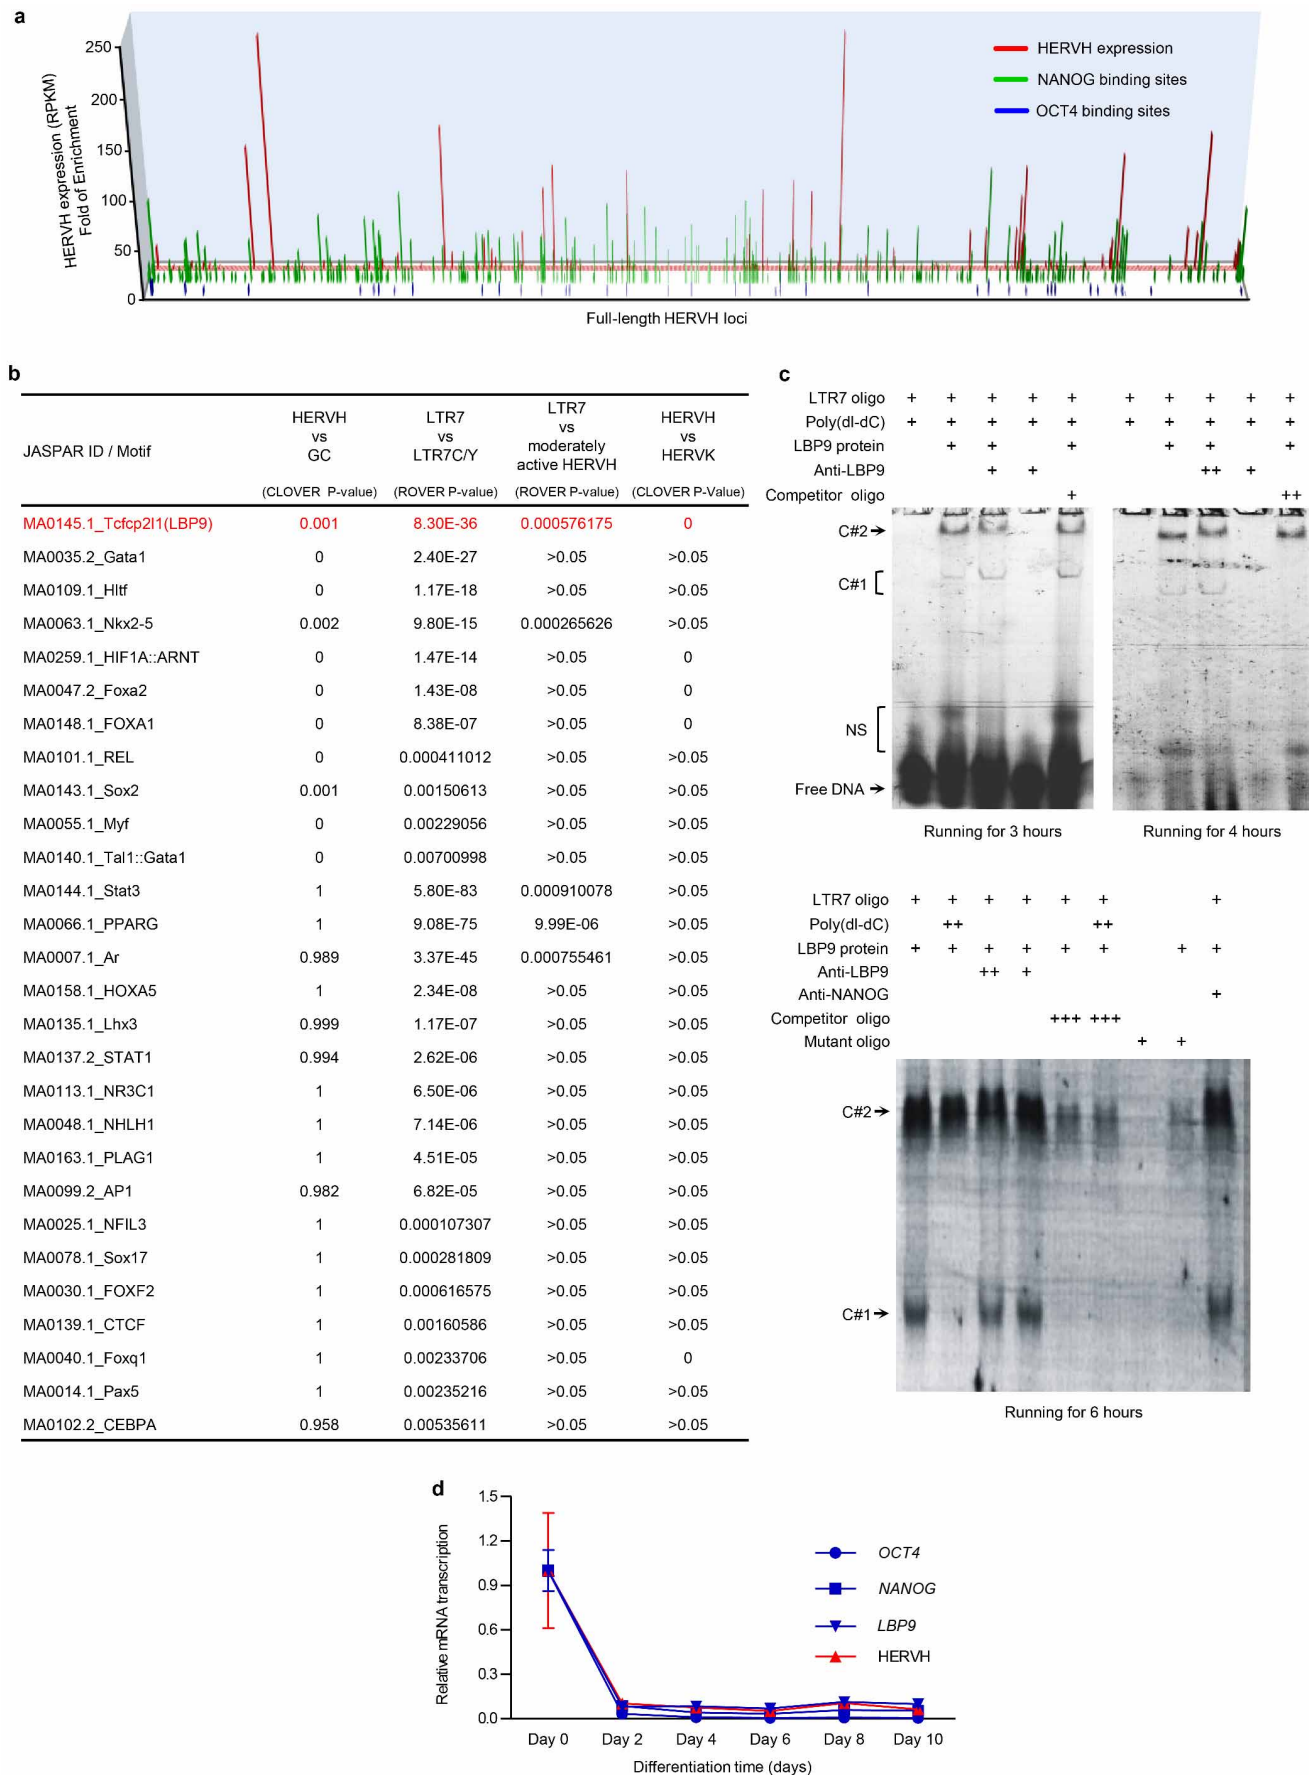 a
HERVH expression (RPKM)
Fold of Enrichment
250
200
150
100
50
0
HERVH expression
NANOG binding sites
OCT4 binding sites
Full-length HERVH loci
b
JASPAR ID / Motif
HERVH
vs
GC
(CLOVER P-value)
LTR7
vs
LTR7C/Y
(ROVER P-value)
LTR7
vs
moderately
active HERVH
(ROVER P-value)
HERVH
vs
HERVK
(CLOVER P-value)
MA0145.1_Tcfcp2l1(LBP9) 0.001 8.30E-36 0.000576175 0
MA0035.2_Gata1 0 2.40E-27 >0.05 >0.05
MA0109.1_Hltf 0 1.17E-18 >0.05 >0.05
MA0063.1_Nkx2-5 0.002 9.80E-15 0.000265626 >0.05
MA0259.1_HIF1A::ARNT 0 1.47E-14 >0.05 0
MA0047.2_Foxa2 0 1.43E-08 >0.05 0
MA0148.1_FOXA1 0 8.38E-07 >0.05 0
MA0101.1_REL 0 0.000411012 >0.05 >0.05
MA0143.1_Sox2 0.001 0.00150613 >0.05 >0.05
MA0055.1_Myf 0 0.00229056 >0.05 >0.05
MA0140.1_Tal1::Gata1 0 0.00700998 >0.05 >0.05
MA0144.1_Stat3 1 5.80E-83 0.000910078 >0.05
MA0066.1_PPARG 1 9.08E-75 9.99E-06 >0.05
MA0007.1_Ar 0.989 3.37E-45 0.000755461 >0.05
MA0158.1_HOXA5 1 2.34E-08 >0.05 >0.05
MA0135.1_Lhx3 0.999 1.17E-07 >0.05 >0.05
MA0137.2_STAT1 0.994 2.62E-06 >0.05 >0.05
MA0113.1_NR3C1 1 6.50E-06 >0.05 >0.05
MA0048.1_NHLH1 1 7.14E-06 >0.05 >0.05
MA0163.1_PLAG1 1 4.51E-05 >0.05 >0.05
MA0099.2_AP1 0.982 6.82E-05 >0.05 >0.05
MA0025.1_NFIL3 1 0.000107307 >0.05 >0.05
MA0078.1_Sox17 1 0.000281809 >0.05 >0.05
MA0030.1_FOXF2 1 0.000616575 >0.05 >0.05
MA0139.1_CTCF 1 0.00160586 >0.05 >0.05
MA0040.1_Foxq1 1 0.00233706 >0.05 0
MA0014.1_Pax5 1 0.00235216 >0.05 >0.05
MA0102.2_CEBPA 0.958 0.00535611 >0.05 >0.05
c
LTR7 oligo + + + + + + + + + +
Poly(dI-dC) + + + + + + + + + +
LBP9 protein + + + + + +
Anti-LBP9 + + ++ +
Competitor oligo + ++
C#2
C#1
NS
Free DNA
Running for 3 hours
Running for 4 hours
LTR7 oligo + + + + + + +
Poly(dI-dC) ++ ++
LBP9 protein + + + + + + + +
Anti-LBP9 ++ +
Anti-NANOG +
Competitor oligo +++ +++
Mutant oligo + +
C#2
C#1
Running for 6 hours
d
Relative mRNA transcription
1.5
1.2
0.9
0.6
0.3
0.0
OCT4
NANOG
LBP9
HERVH
Day 0 Day 2 Day 4 Day 6 Day 8 Day 10
Differentiation time (days)